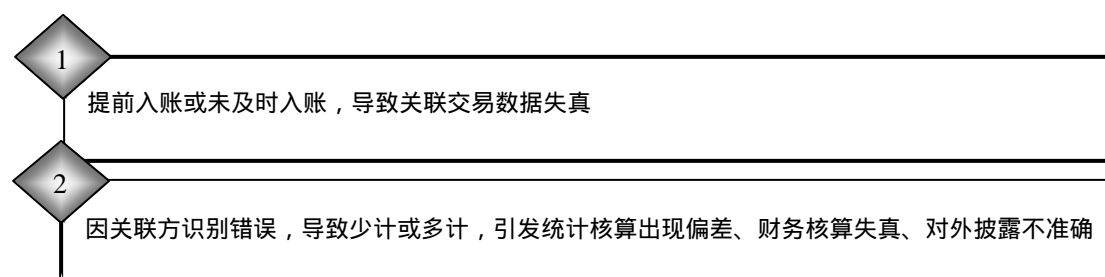 1
提前入账或未及时入账，导致关联交易数据失真
2
因关联方识别错误，导致少计或多计，引发统计核算出现偏差、财务核算失真、对外披露不准确